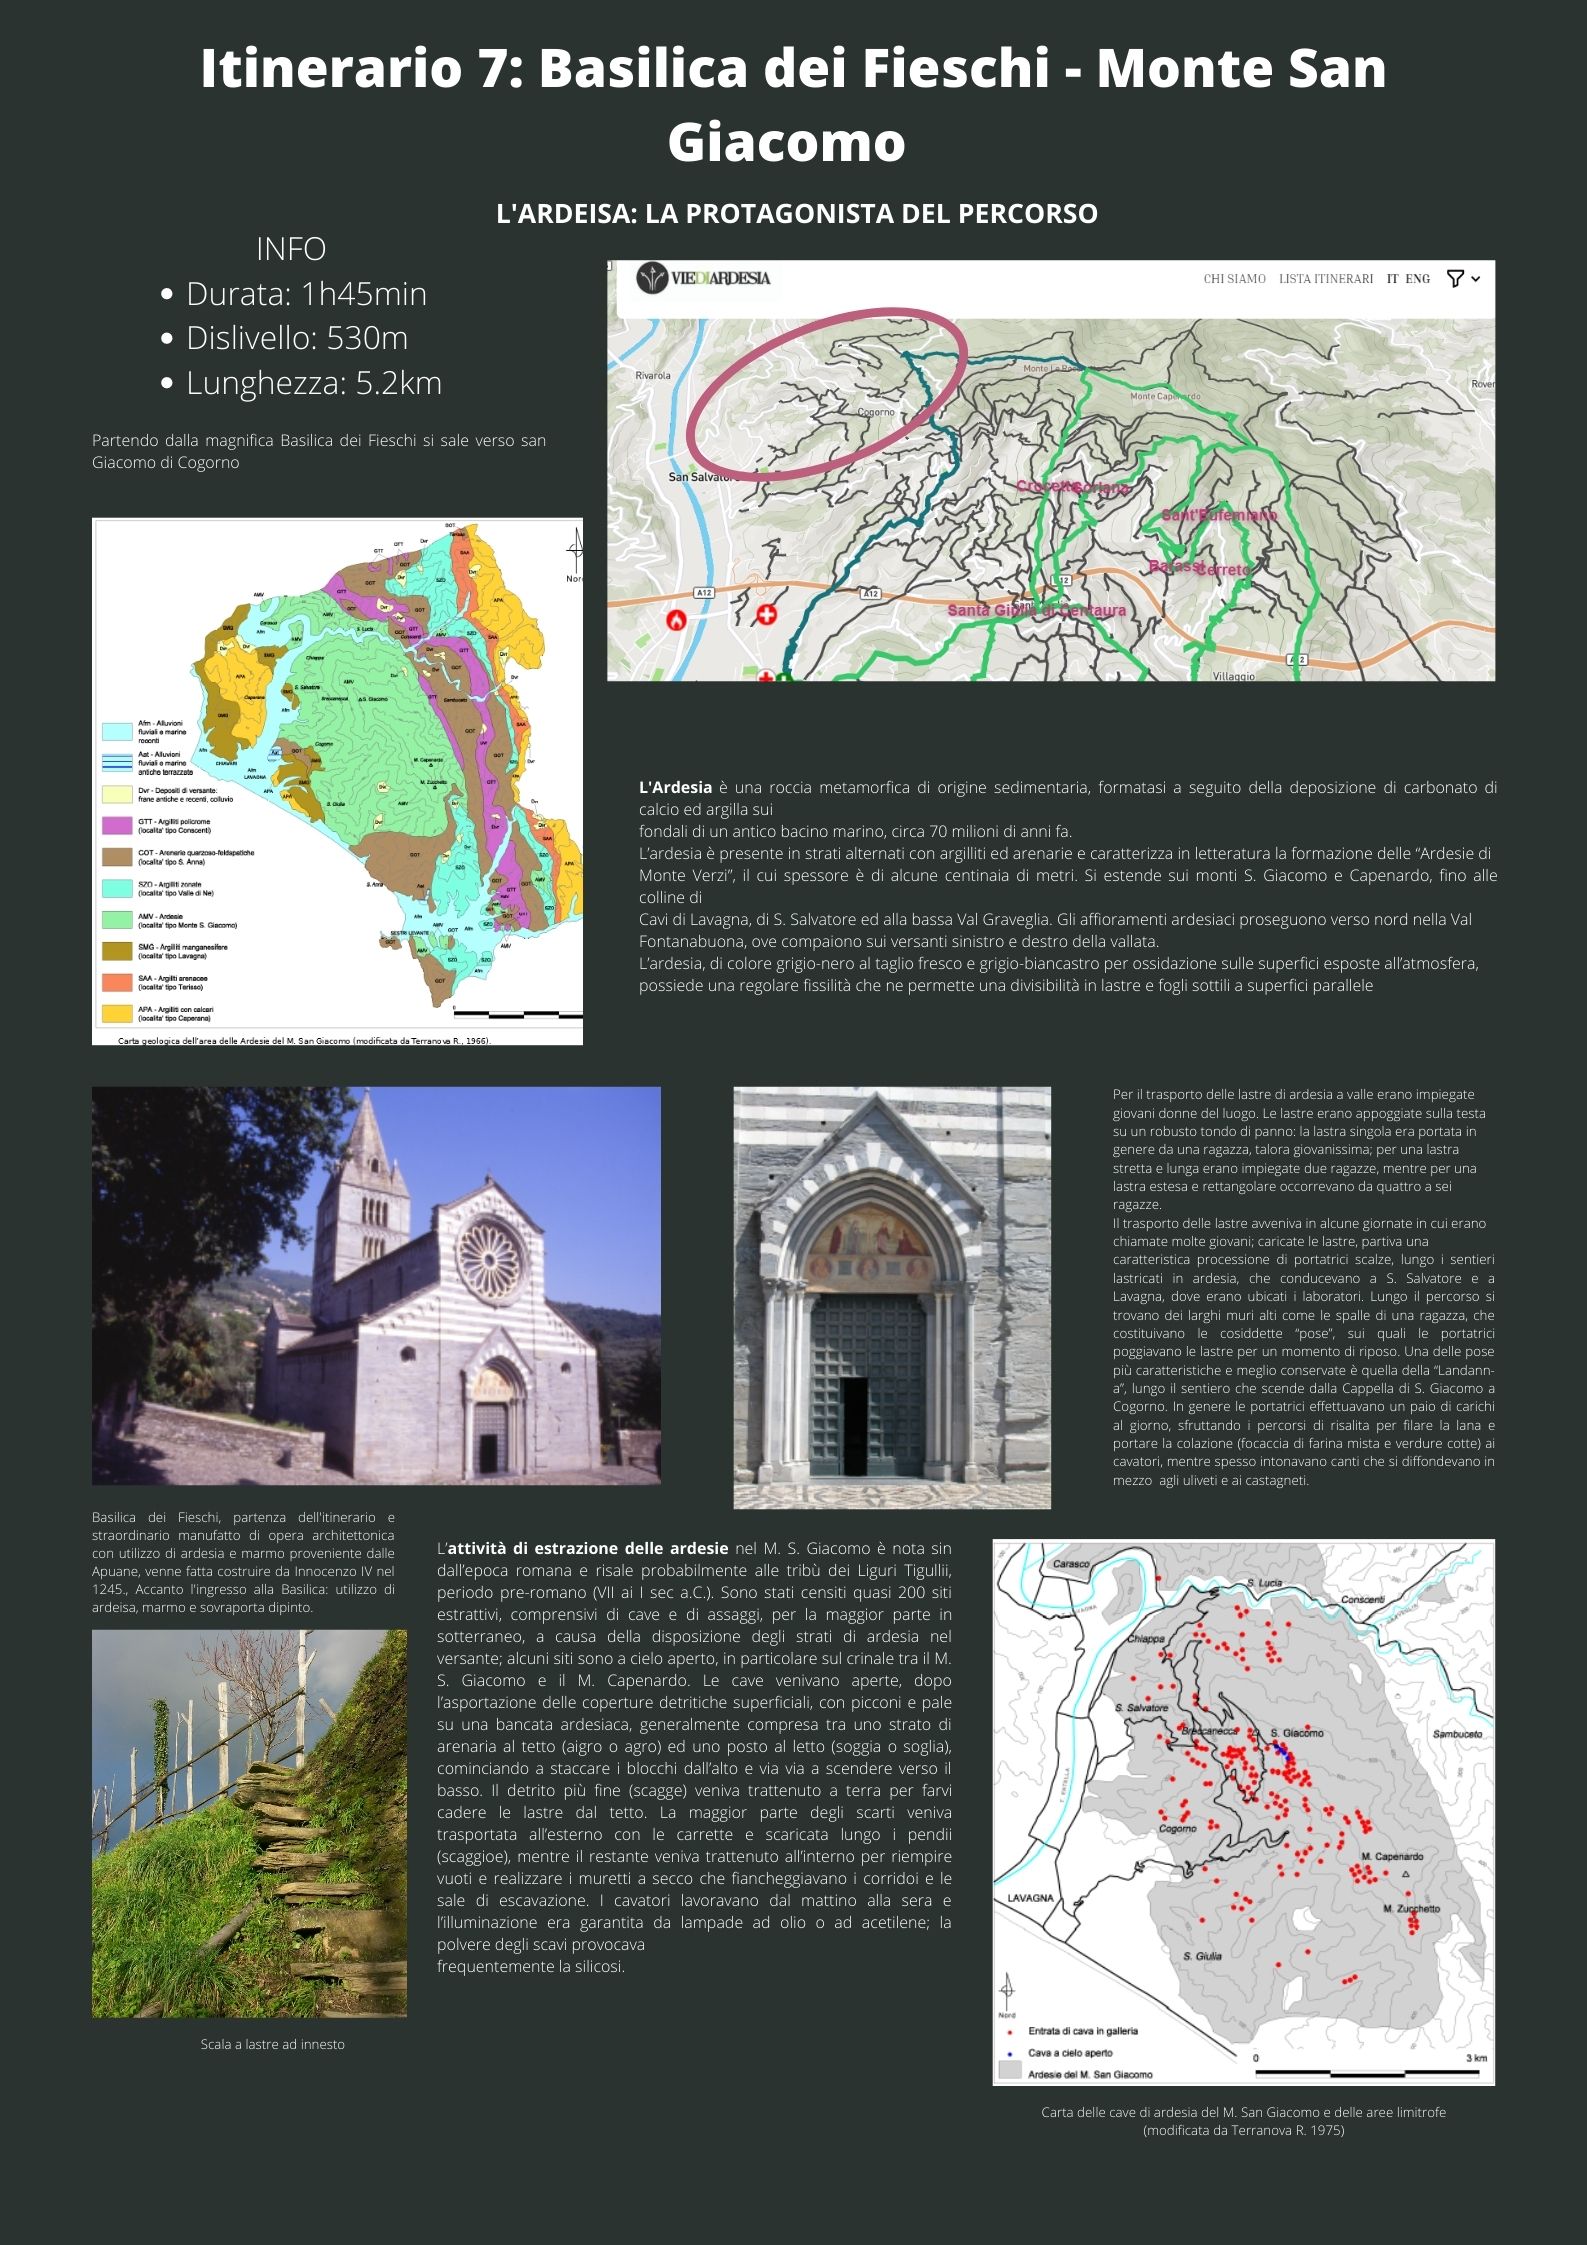 Itinerario 7: Basilica dei Fieschi - Monte San
Giacomo
L'ARDEISA: LA PROTAGONISTA DEL PERCORSO
INFO
Durata: 1h45min
Dislivello: 530m
Lunghezza: 5.2km
Partendo dalla magnifica Basilica dei Fieschi si sale verso san
Giacomo di Cogorno
VIEDIARDESIA
CHI SIAMO LISTA ITINERARI IT ENG
Rivarola
Cogorno
Monte Capenardo
San Salvatore
Sant'Eufemiano
Cerreto
A12
A12
Santa Giulia di Centaura
Villaggio
Afm - Alluvioni
fluviali e marine
recenti
Aat - Alluvioni
fluviali e marine
antiche terrazzate
Dvr - Depositi di versante:
frane antiche e recenti, colluvio
GTT - Argilliti policrome
(localita' tipo Conscenti)
GOT - Arenarie quarzoso-feldspatiche
(localita' tipo S. Anna)
SZO - Argilliti zonate
(localita' tipo Valle di Ne)
AMV - Ardesie
(localita' tipo Monte S. Giacomo)
SMG - Argilliti manganesifere
(localita' tipo Lavagna)
SAA - Argilliti arenacee
(localita' tipo Terisso)
APA - Argilliti con calcari
(localita' tipo Caperana)
CHIAVARI
LAVAGNA
SESTRI LEVANTE
Carta geologica dell'area delle Ardesie del M. San Giacomo (modificata da Terranova R., 1966).
L'Ardesia è una roccia metamorfica di origine sedimentaria, formatasi a seguito della deposizione di carbonato di
calcio ed argilla sui
fondali di un antico bacino marino, circa 70 milioni di anni fa.
L’ardesia è presente in strati alternati con argilliti ed arenarie e caratterizza in letteratura la formazione delle “Ardesie di
Monte Verzi”, il cui spessore è di alcune centinaia di metri. Si estende sui monti S. Giacomo e Capenardo, fino alle
colline di
Cavi di Lavagna, di S. Salvatore ed alla bassa Val Graveglia. Gli affioramenti ardesiaci proseguono verso nord nella Val
Fontanabuona, ove compaiono sui versanti sinistro e destro della vallata.
L’ardesia, di colore grigio-nero al taglio fresco e grigio-biancastro per ossidazione sulle superfici esposte all’atmosfera,
possiede una regolare fissilità che ne permette una divisibilità in lastre e fogli sottili a superfici parallele
Per il trasporto delle lastre di ardesia a valle erano impiegate
giovani donne del luogo. Le lastre erano appoggiate sulla testa
su un robusto tondo di panno: la lastra singola era portata in
genere da una ragazza, talora giovanissima; per una lastra
stretta e lunga erano impiegate due ragazze, mentre per una
lastra estesa e rettangolare occorrevano da quattro a sei
ragazze.
Il trasporto delle lastre avveniva in alcune giornate in cui erano
chiamate molte giovani; caricate le lastre, partiva una
caratteristica processione di portatrici scalze, lungo i sentieri
lastricati in ardesia, che conducevano a S. Salvatore e a
Lavagna, dove erano ubicati i laboratori. Lungo il percorso si
trovano dei larghi muri alti come le spalle di una ragazza, che
costituivano le cosiddette “pose”, sui quali le portatrici
poggiavano le lastre per un momento di riposo. Una delle pose
più caratteristiche e meglio conservate è quella della “Landann-
a”, lungo il sentiero che scende dalla Cappella di S. Giacomo a
Cogorno. In genere le portatrici effettuavano un paio di carichi
al giorno, sfruttando i percorsi di risalita per filare la lana e
portare la colazione (focaccia di farina mista e verdure cotte) ai
cavatori, mentre spesso intonavano canti che si diffondevano in
mezzo agli uliveti e ai castagneti.
Basilica dei Fieschi, partenza dell'itinerario e
straordinario manufatto di opera architettonica
con utilizzo di ardesia e marmo proveniente dalle
Apuane, venne fatta costruire da Innocenzo IV nel
1245., Accanto l'ingresso alla Basilica: utilizzo di
ardeisa, marmo e sovraporta dipinto.
L’attività di estrazione delle ardesie nel M. S. Giacomo è nota sin
dall’epoca romana e risale probabilmente alle tribù dei Liguri Tigullii,
periodo pre-romano (VII ai I sec a.C.). Sono stati censiti quasi 200 siti
estrattivi, comprensivi di cave e di assaggi, per la maggior parte in
sotterraneo, a causa della disposizione degli strati di ardesia nel
versante; alcuni siti sono a cielo aperto, in particolare sul crinale tra il M.
S. Giacomo e il M. Capenardo. Le cave venivano aperte, dopo
l’asportazione delle coperture detritiche superficiali, con picconi e pale
su una bancata ardesiaca, generalmente compresa tra uno strato di
arenaria al tetto (aigro o agro) ed uno posto al letto (soggia o soglia),
cominciando a staccare i blocchi dall’alto e via via a scendere verso il
basso. Il detrito più fine (scagge) veniva trattenuto a terra per farvi
cadere le lastre dal tetto. La maggior parte degli scarti veniva
trasportata all’esterno con le carrette e scaricata lungo i pendii
(scaggioe), mentre il restante veniva trattenuto all’interno per riempire
vuoti e realizzare i muretti a secco che fiancheggiavano i corridoi e le
sale di escavazione. I cavatori lavoravano dal mattino alla sera e
l’illuminazione era garantita da lampade ad olio o ad acetilene; la
polvere degli scavi provocava
frequentemente la silicosi.
Scala a lastre ad innesto
Carasco
S. Lucia
Conscenti
Chiappa
S. Salvatore
Breccanecca
S. Giacomo
Sambuceto
Cogorno
M. Capenardo
LAVAGNA
M. Zucchetto
S. Giulia
Nord
Entrata di cava in galleria
Cava a cielo aperto
Ardesie del M. San Giacomo
0 3 km
Carta delle cave di ardesia del M. San Giacomo e delle aree limitrofe
(modificata da Terranova R. 1975)